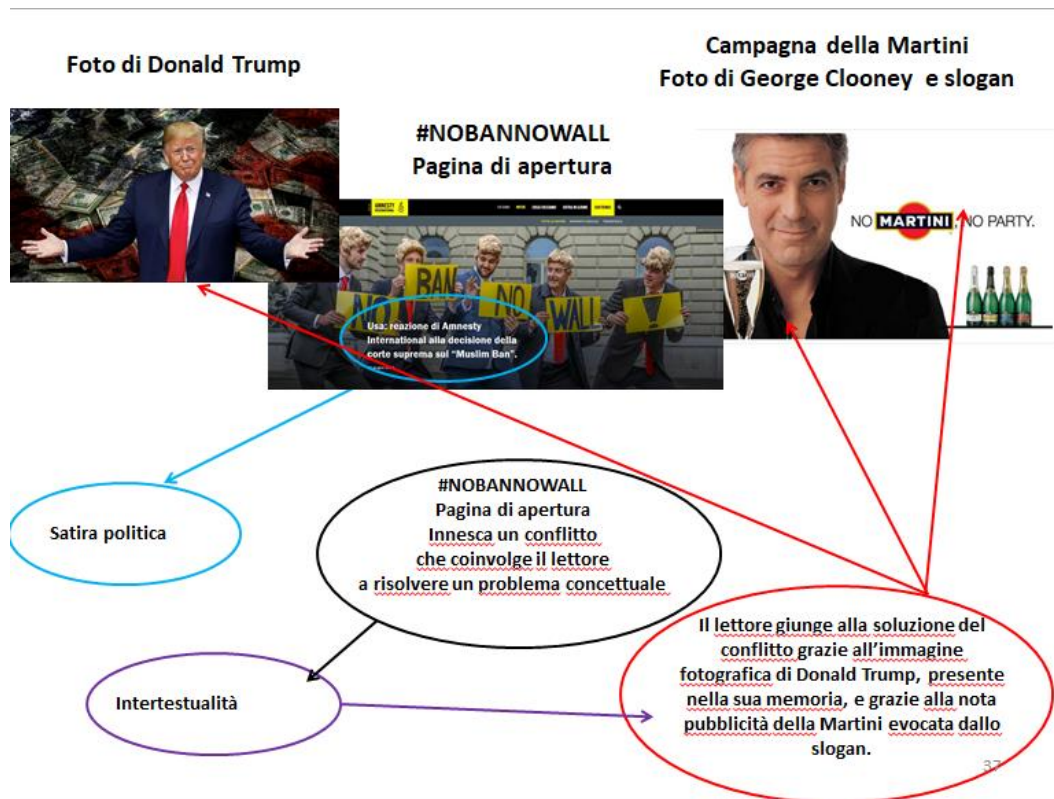 Foto di Donald Trump
Campagna della Martini
Foto di George Clooney e slogan
#NOBANNOWALL
Pagina di apertura
AMNESTY
INTERNATIONAL
NO
BAN
NO
WALL
!
Usa: reazione di Amnesty
International alla decisione della
corte suprema sul "Muslim Ban".
NO MARTINI, NO PARTY.
Satira politica
#NOBANNOWALL
Pagina di apertura
Innesca un conflitto
che coinvolge il lettore
a risolvere un problema concettuale
Intertestualità
Il lettore giunge alla soluzione del
conflitto grazie all'immagine
fotografica di Donald Trump, presente
nella sua memoria, e grazie alla nota
pubblicità della Martini evocata dallo
slogan.
37